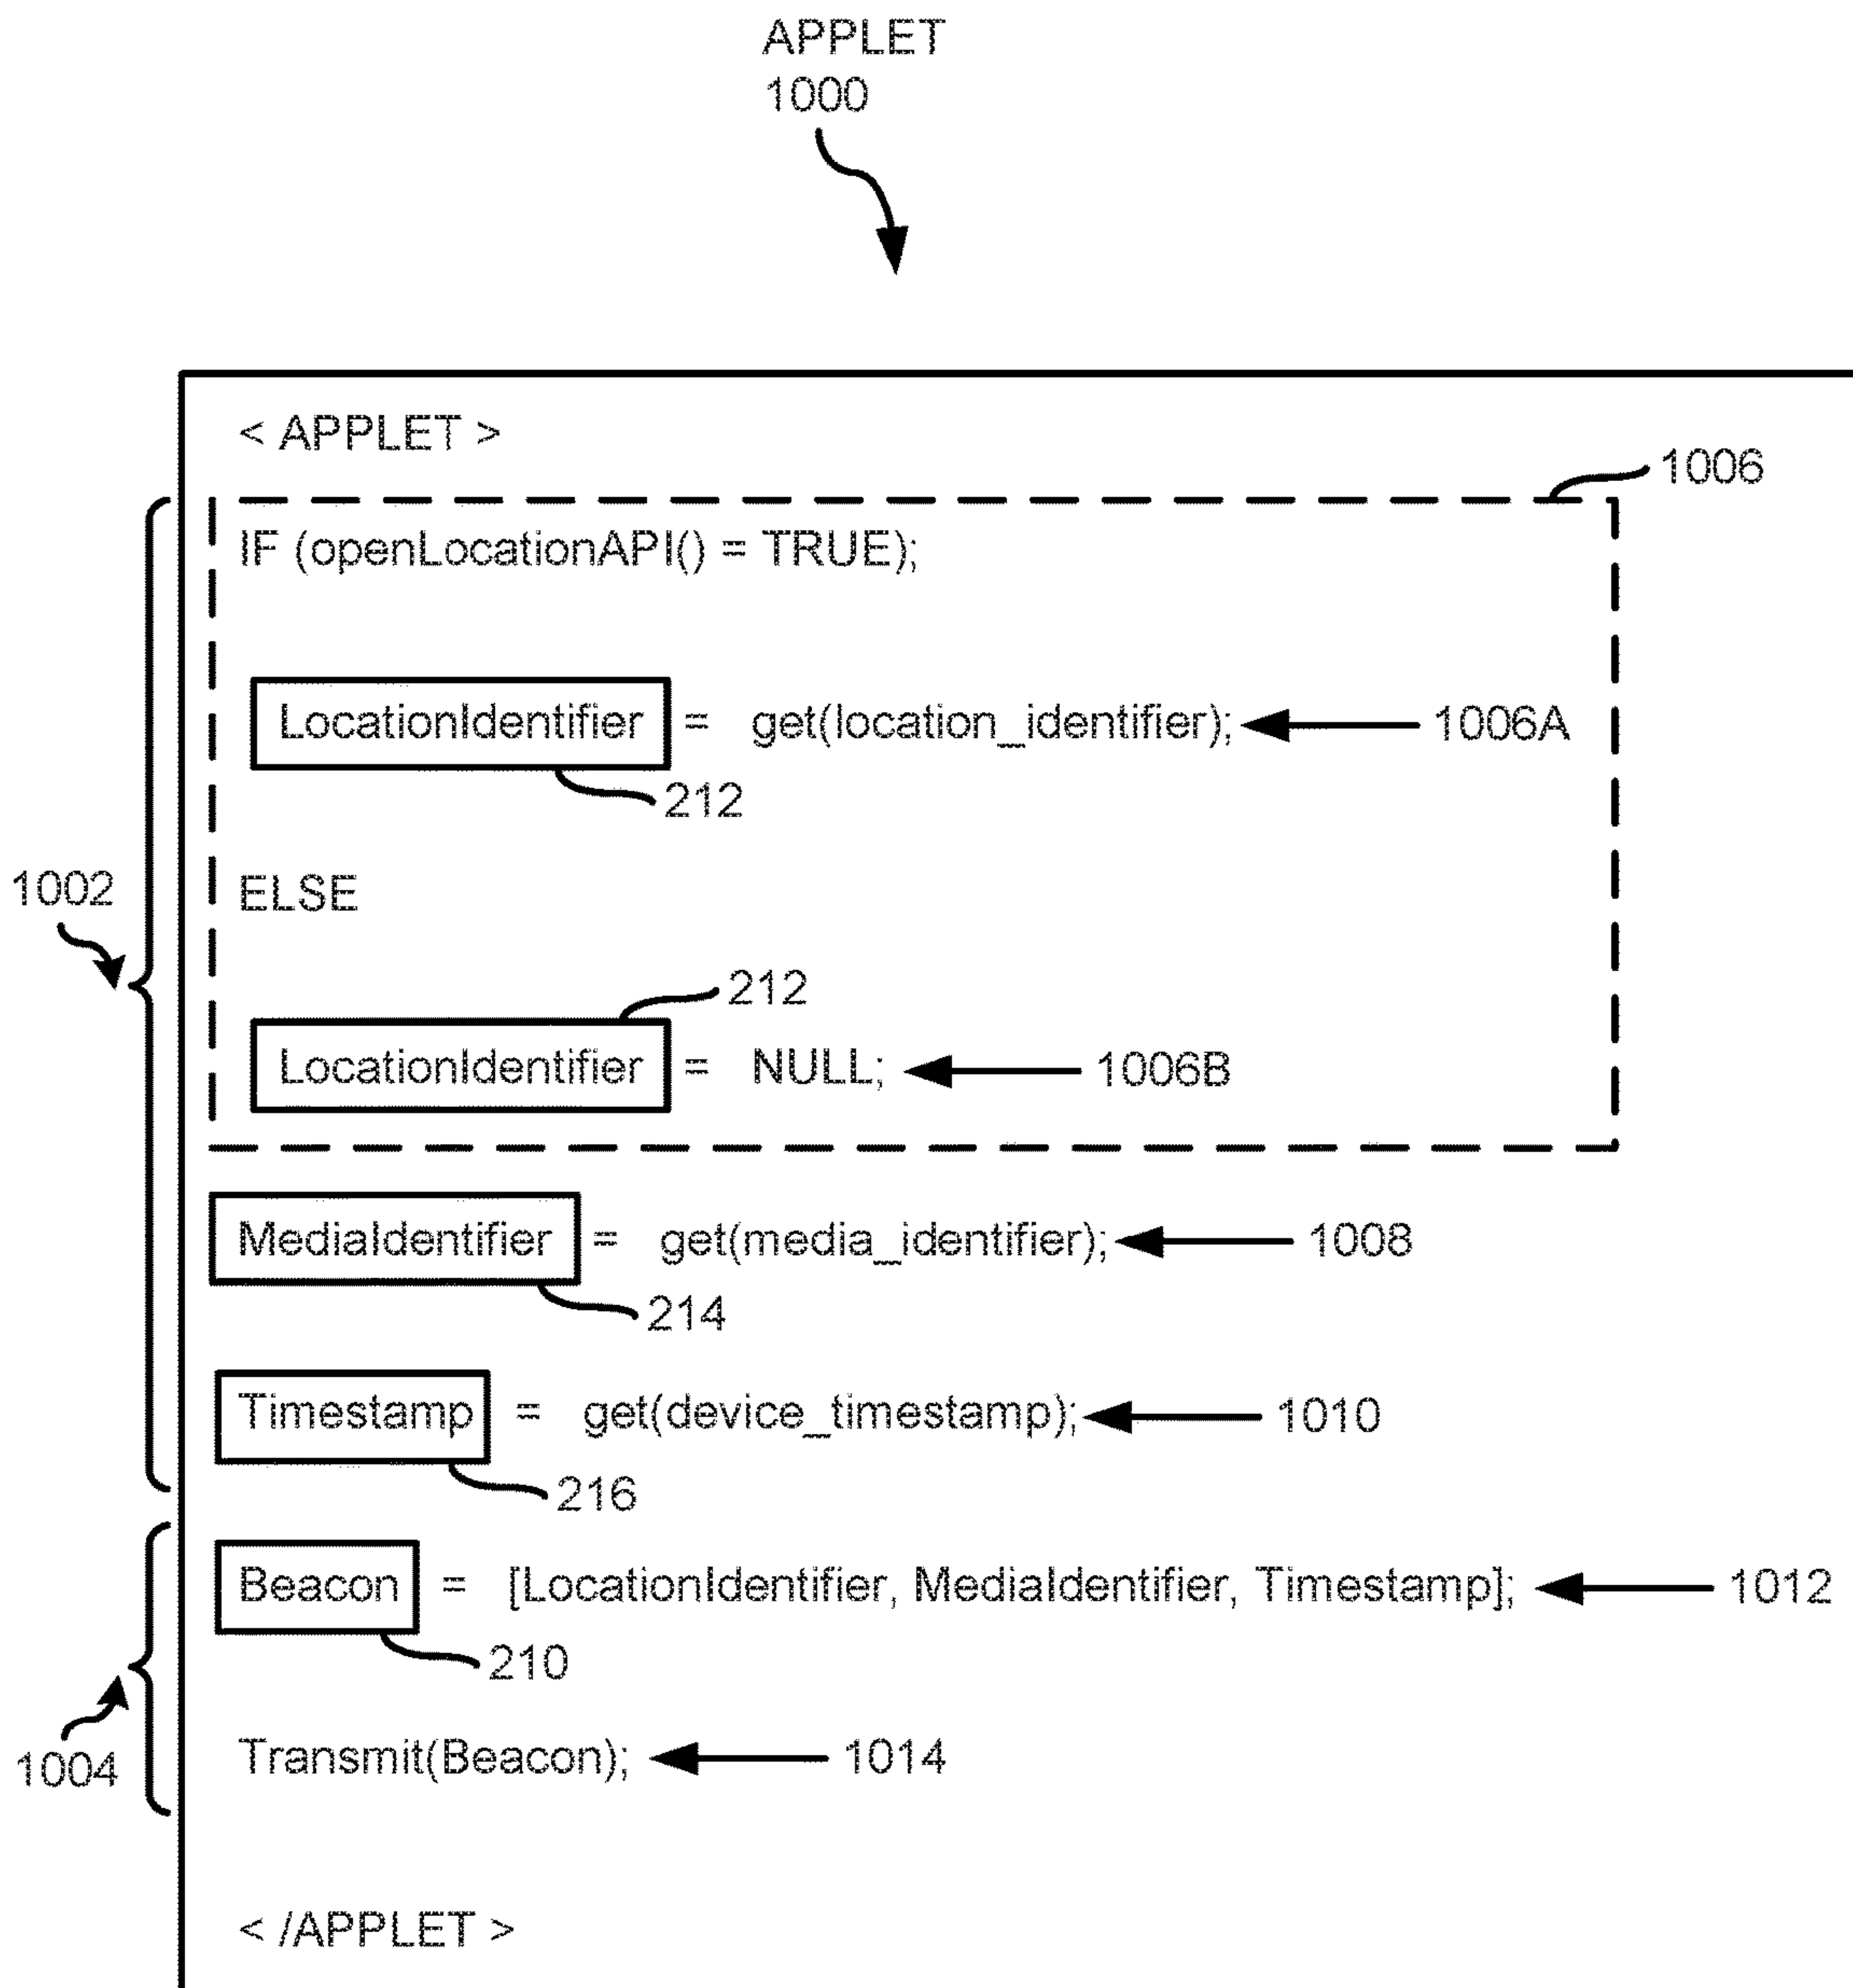 APPLET
1000
< APPLET >
1006
IF (openLocationAPI() = TRUE);
LocationIdentifier = get(location_identifier); 1006A
212
1002
ELSE
212
LocationIdentifier = NULL; 1006B
MediaIdentifier = get(media_identifier); 1008
214
Timestamp = get(device_timestamp); 1010
216
Beacon = [LocationIdentifier, MediaIdentifier, Timestamp]; 1012
210
1004
Transmit(Beacon); 1014
< /APPLET >